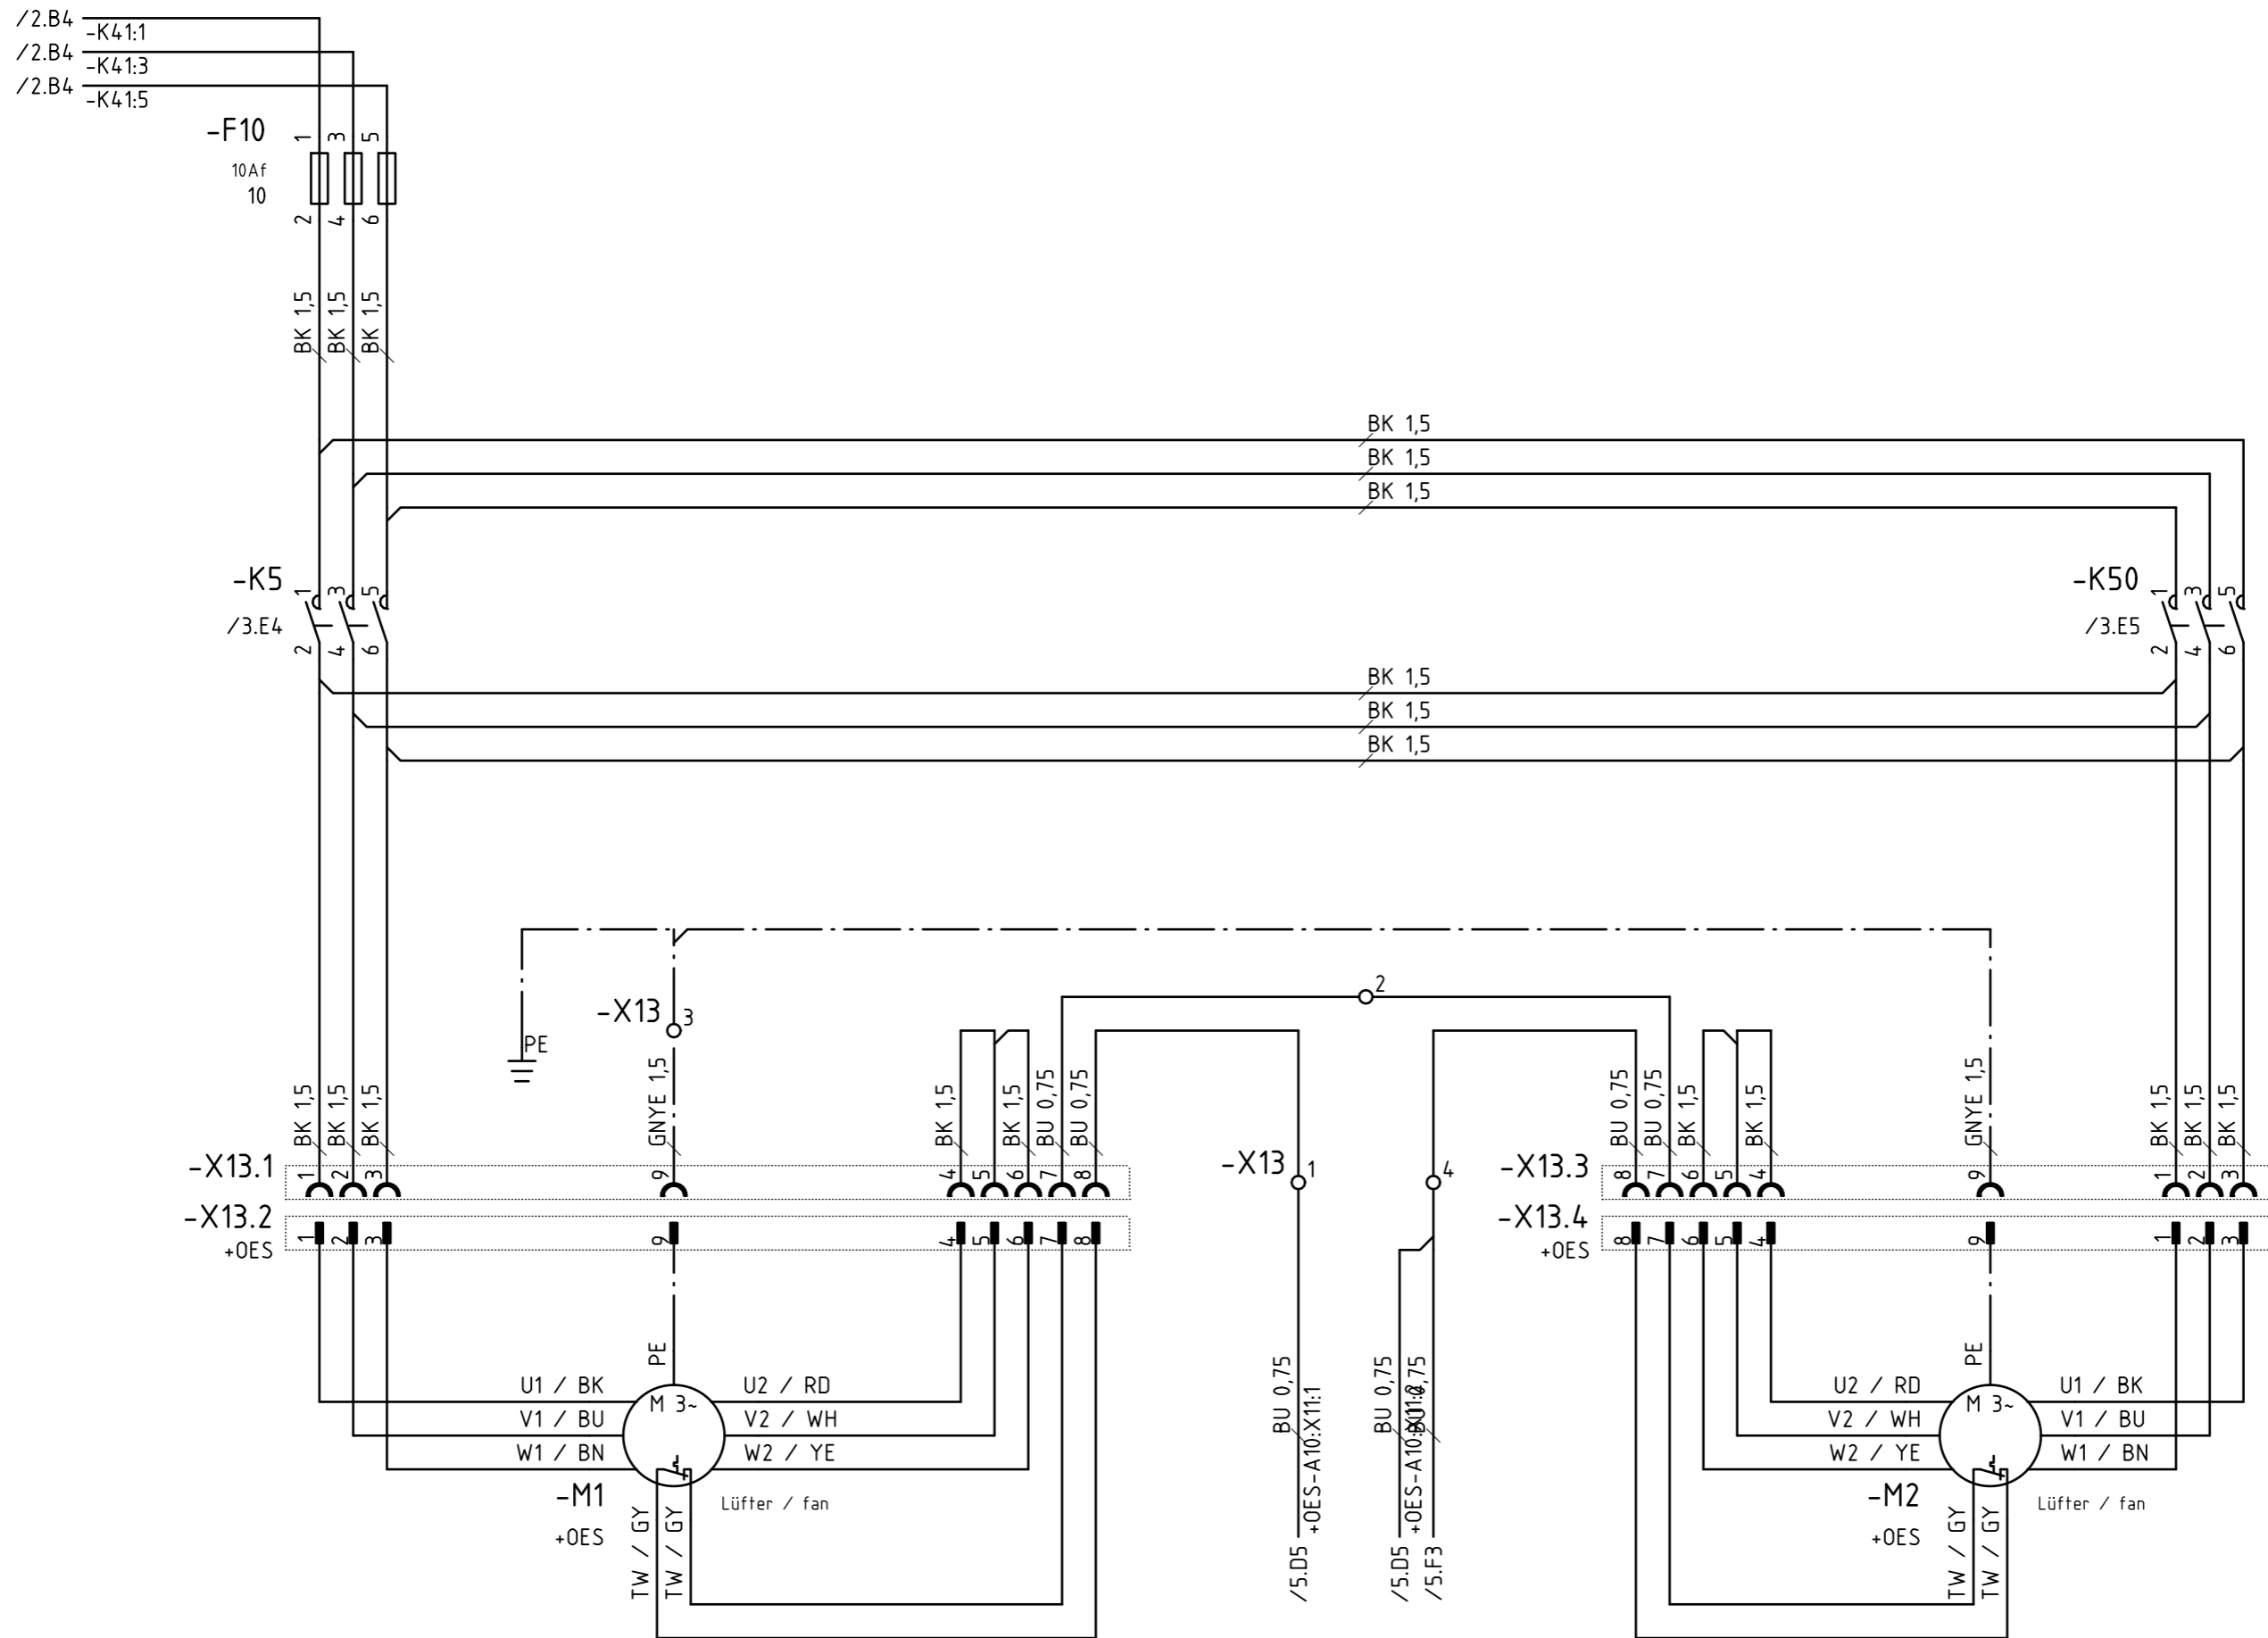 /2.B4
-K41:1
/2.B4
-K41:3
/2.B4
-K41:5
-F10
10Af
10
1 3 5
2 4 6
BK 1,5
BK 1,5
BK 1,5
BK 1,5
BK 1,5
BK 1,5
-K5
/3.E4
1 3 5
2 4 6
-K50
/3.E5
1 3 5
2 4 6
BK 1,5
BK 1,5
BK 1,5
-X13 3
PE
2
BK 1,5
BK 1,5
BK 1,5
GNYE 1,5
BK 1,5
BK 1,5
BU 0,75
BU 0,75
BU 0,75
BU 0,75
BK 1,5
BK 1,5
GNYE 1,5
BK 1,5
BK 1,5
BK 1,5
-X13.1
1 2 3 9 4 5 6 7 8
-X13 1
4
-X13.3
8 7 6 5 4 9 1 2 3
-X13.2
+OES
1 2 3 9 4 5 6 7 8
-X13.4
+OES
8 7 6 5 4 9 1 2 3
PE
U1 / BK
V1 / BU
W1 / BN
M 3~
U2 / RD
V2 / WH
W2 / YE
-M1
+OES
Lüfter / fan
TW / GY
TW / GY
BU 0,75
+OES-A10:X11:1
/5.D5
BU 0,75
+OES-A10:X11:2
/5.D5
BU 0,75
/5.F3
PE
U2 / RD
V2 / WH
W2 / YE
M 3~
U1 / BK
V1 / BU
W1 / BN
-M2
+OES
Lüfter / fan
TW / GY
TW / GY